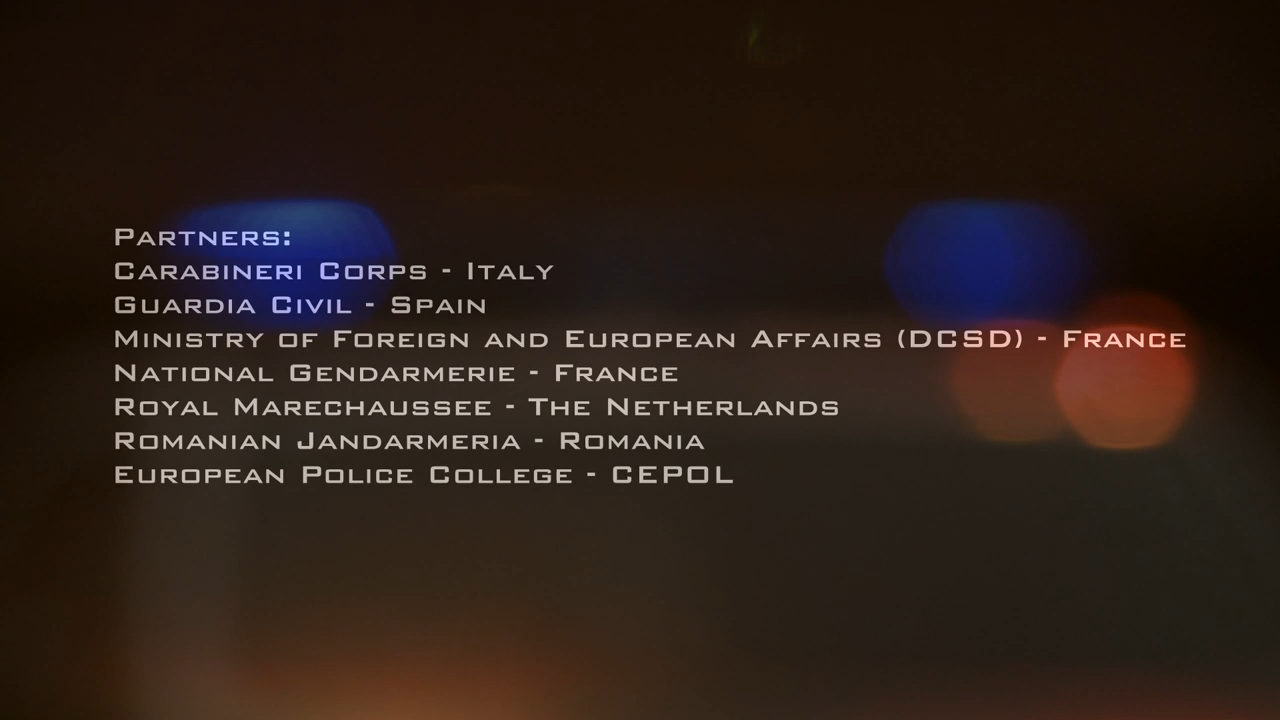 Partners:
Carabineri Corps - Italy
Guardia Civil - Spain
Ministry of Foreign and European Affairs (DCSD) - France
National Gendarmerie - France
Royal Marechaussee - The Netherlands
Romanian Jandarmeria - Romania
European Police College - CEPOL